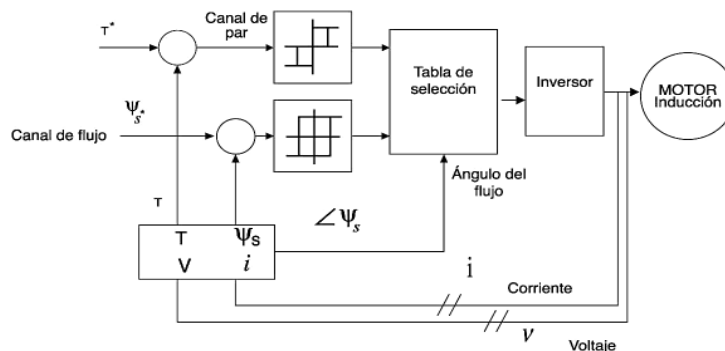 T*
Canal de
par
Ψs*
Canal de flujo
Tabla de
selección
Inversor
MOTOR
Inducción
Ángulo del
flujo
T
∠Ψs
T ΨS
V i
i
Corriente
v
Voltaje